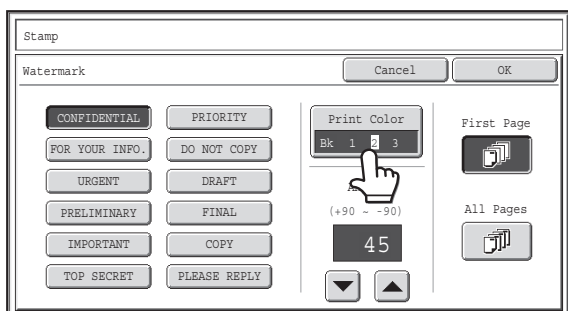 Stamp
Watermark
Cancel
OK
CONFIDENTIAL
PRIORITY
FOR YOUR INFO.
DO NOT COPY
URGENT
DRAFT
PRELIMINARY
FINAL
IMPORTANT
COPY
TOP SECRET
PLEASE REPLY
Print Color
Bk 1 2 3
(+90 ~ -90)
45
First Page
All Pages